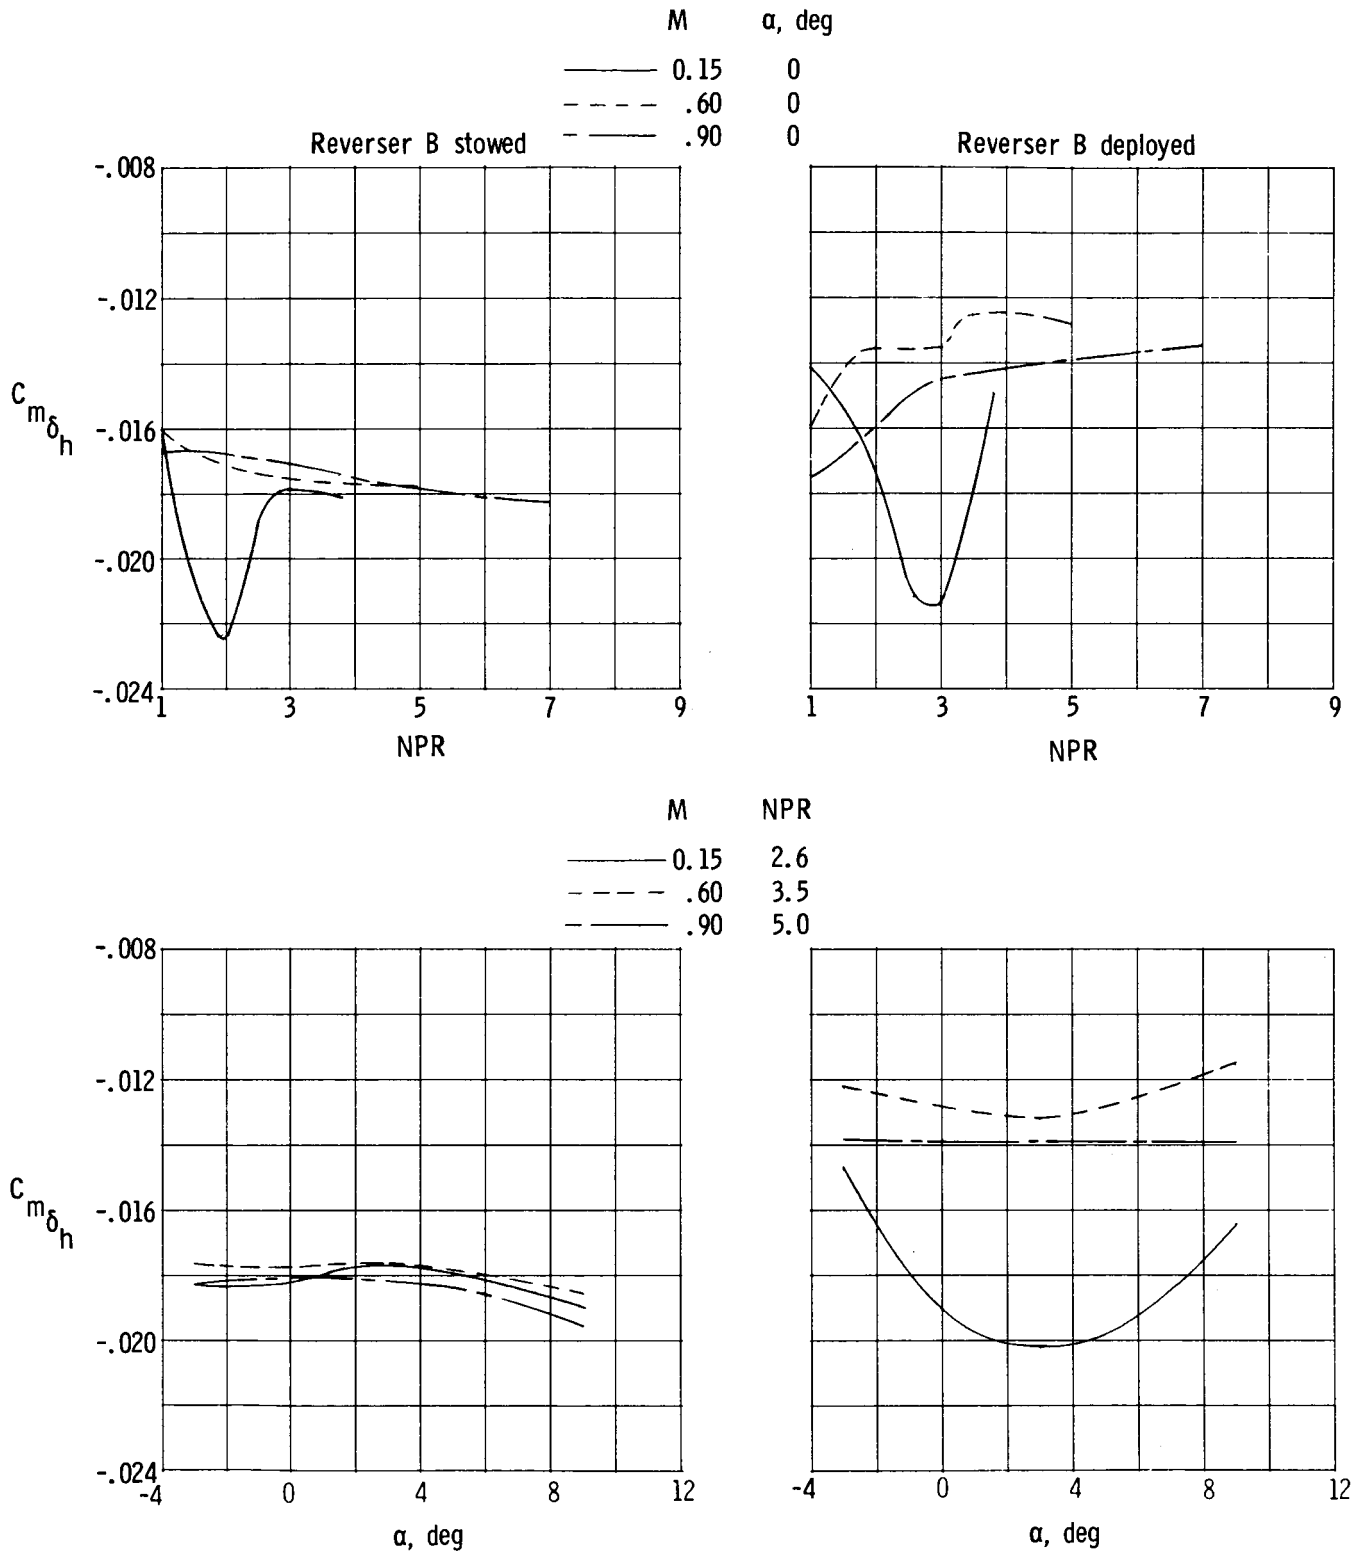 M α, deg
0.15 0
.60 0
.90 0
Reverser B stowed
Reverser B deployed
-.008
-.012
-.016
-.020
-.024
C m δ h
1 3 5 7 9
NPR
1 3 5 7 9
NPR
M NPR
0.15 2.6
.60 3.5
.90 5.0
-.008
-.012
-.016
-.020
-.024
C m δ h
-4 0 4 8 12
α, deg
-4 0 4 8 12
α, deg